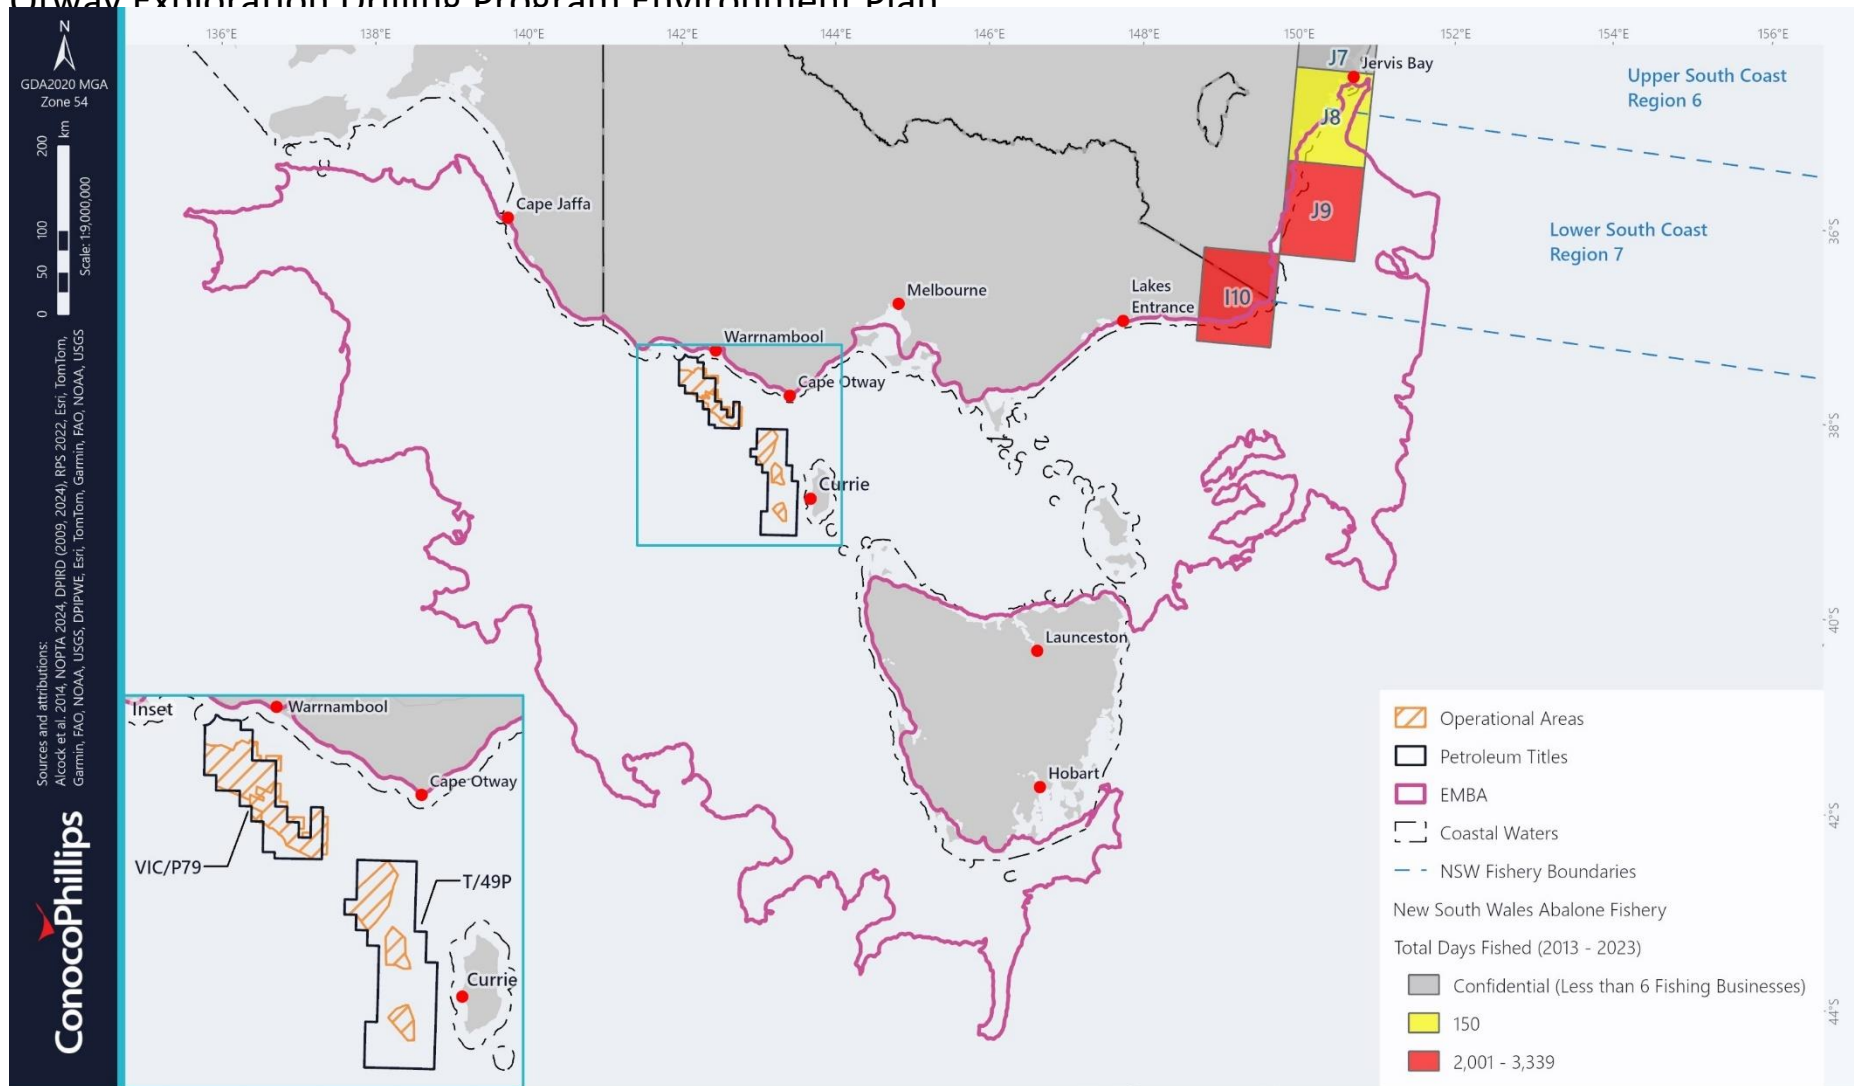 Otway Exploration Drilling Program Environment Plan
N
GDA2020 MGA
Zone 54
0 50 100 200
km
Scale: 1:9,000,000
Sources and attributions:
Alcock et al. 2014, NOPTA 2024, DPIRD (2009, 2024), RPS 2022, Esri, TomTom,
Garmin, FAO, NOAA, USGS, DPIPWE, Esri, TomTom, Garmin, FAO, NOAA, USGS
ConocoPhillips
136°E 138°E 140°E 142°E 144°E 146°E 148°E 150°E 152°E 154°E 156°E
J7
Jervis Bay
J8
Upper South Coast
Region 6
J9
Lower South Coast
Region 7
I10
Cape Jaffa
Melbourne
Lakes
Entrance
Warrnambool
Cape Otway
Currie
Launceston
Hobart
36°S
38°S
40°S
42°S
44°S
Inset
Warrnambool
Cape Otway
VIC/P79
T/49P
Currie
Operational Areas
Petroleum Titles
EMBA
Coastal Waters
NSW Fishery Boundaries
New South Wales Abalone Fishery
Total Days Fished (2013 - 2023)
Confidential (Less than 6 Fishing Businesses)
150
2,001 - 3,339